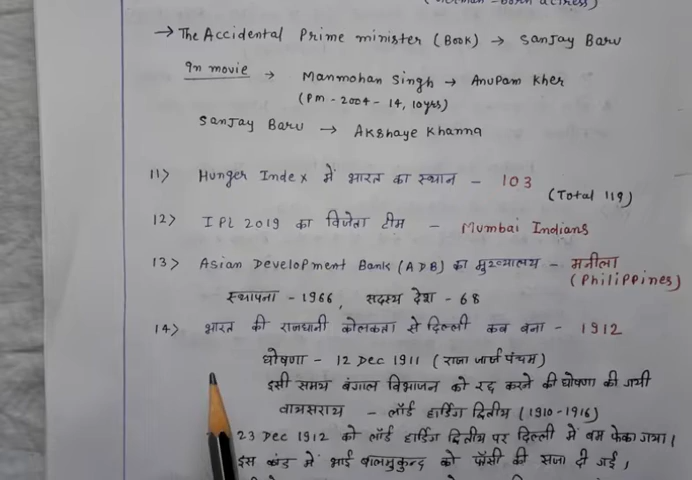 (German-born actress)
→ The Accidental Prime minister (Book) → Sanjay Baru
In movie → Manmohan Singh → Anupam Kher
(PM - 2004 - 14, 10 yrs)
Sanjay Baru → Akshaye Khanna
11> Hunger Index में भारत का स्थान - 103
(Total 119)
12> IPL 2019 का विजेता टीम - Mumbai Indians
13> Asian Development Bank (ADB) का मुख्यालय - मनीला
(Philippines)
स्थापना - 1966, सदस्य देश - 68
14> भारत की राजधानी कोलकता से दिल्ली कब बना - 1912
घोषणा - 12 Dec 1911 (राजा जार्ज पंचम)
इसी समय बंगाल विभाजन को रद्द करने की घोषणा की गयी
वायसराय - लॉर्ड हार्डिंग द्वितीय (1910-1916)
23 Dec 1912 को लॉर्ड हार्डिंग द्वितीय पर दिल्ली में बम फेका गया।
इस कांड में भाई बालमुकुन्द को फाँसी की सजा दी गई,